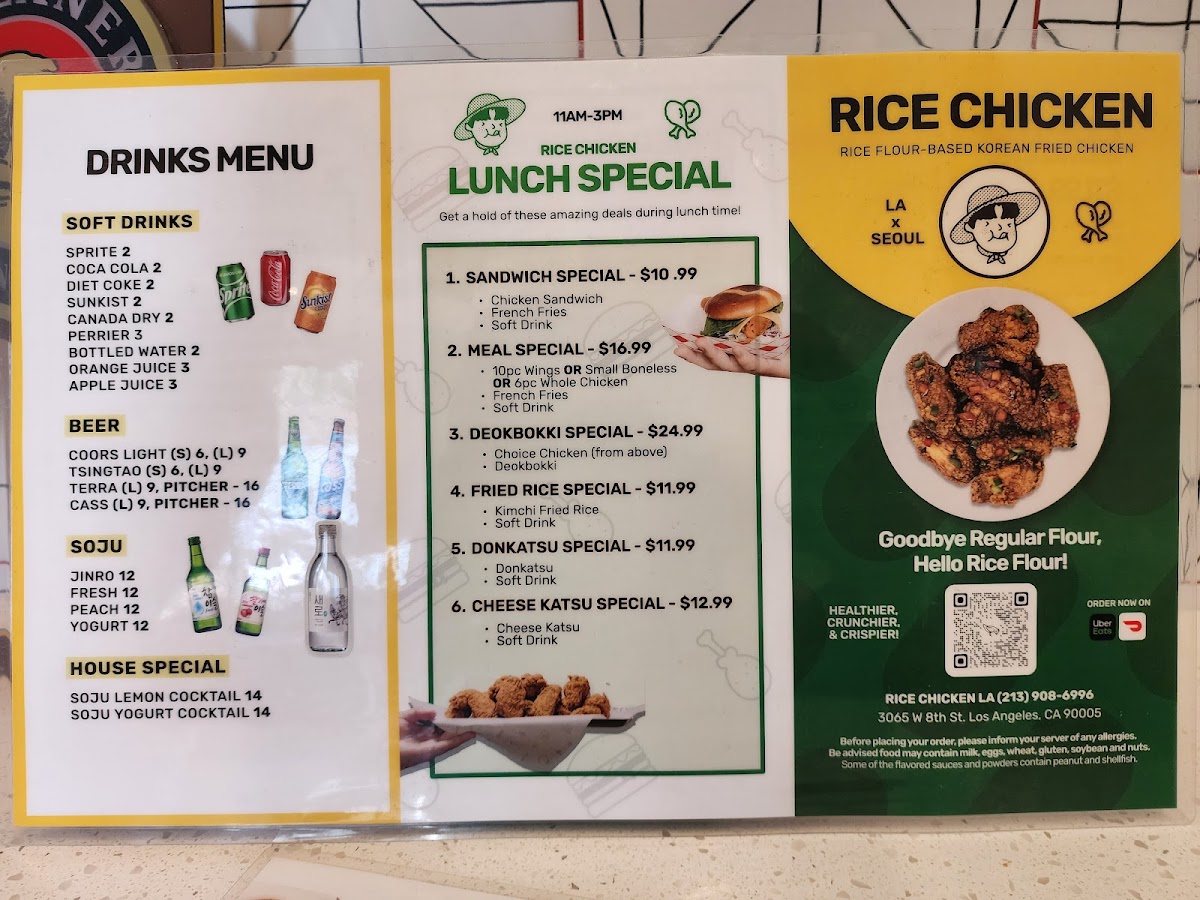 ANER
DRINKS MENU
SOFT DRINKS
SPRITE 2
COCA COLA 2
DIET COKE 2
SUNKIST 2
CANADA DRY 2
PERRIER 3
BOTTLED WATER 2
ORANGE JUICE 3
APPLE JUICE 3
Sprite
Coca-Cola
Sunkist
BEER
COORS LIGHT (S) 6, (L) 9
TSINGTAO (S) 6, (L) 9
TERRA (L) 9, PITCHER - 16
CASS (L) 9, PITCHER - 16
SOJU
JINRO 12
FRESH 12
PEACH 12
YOGURT 12
새로
HOUSE SPECIAL
SOJU LEMON COCKTAIL 14
SOJU YOGURT COCKTAIL 14
11AM-3PM
RICE CHICKEN
LUNCH SPECIAL
Get a hold of these amazing deals during lunch time!
1. SANDWICH SPECIAL - $10 .99
• Chicken Sandwich
• French Fries
• Soft Drink
2. MEAL SPECIAL - $16.99
• 10pc Wings OR Small Boneless
OR 6pc Whole Chicken
• French Fries
• Soft Drink
3. DEOKBOKKI SPECIAL - $24.99
• Choice Chicken (from above)
• Deokbokki
4. FRIED RICE SPECIAL - $11.99
• Kimchi Fried Rice
• Soft Drink
5. DONKATSU SPECIAL - $11.99
• Donkatsu
• Soft Drink
6. CHEESE KATSU SPECIAL - $12.99
• Cheese Katsu
• Soft Drink
RICE CHICKEN
RICE FLOUR-BASED KOREAN FRIED CHICKEN
LA
x
SEOUL
Goodbye Regular Flour,
Hello Rice Flour!
HEALTHIER,
CRUNCHIER,
& CRISPIER!
ORDER NOW ON
Uber
Eats
RICE CHICKEN LA (213) 908-6996
3065 W 8th St. Los Angeles, CA 90005
Before placing your order, please inform your server of any allergies.
Be advised food may contain milk, eggs, wheat, gluten, soybean and nuts.
Some of the flavored sauces and powders contain peanut and shellfish.